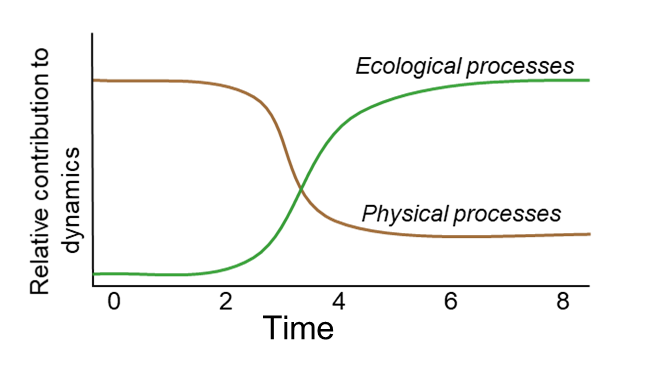 Relative contribution to
dynamics
Ecological processes
Physical processes
0 2 4 6 8
Time